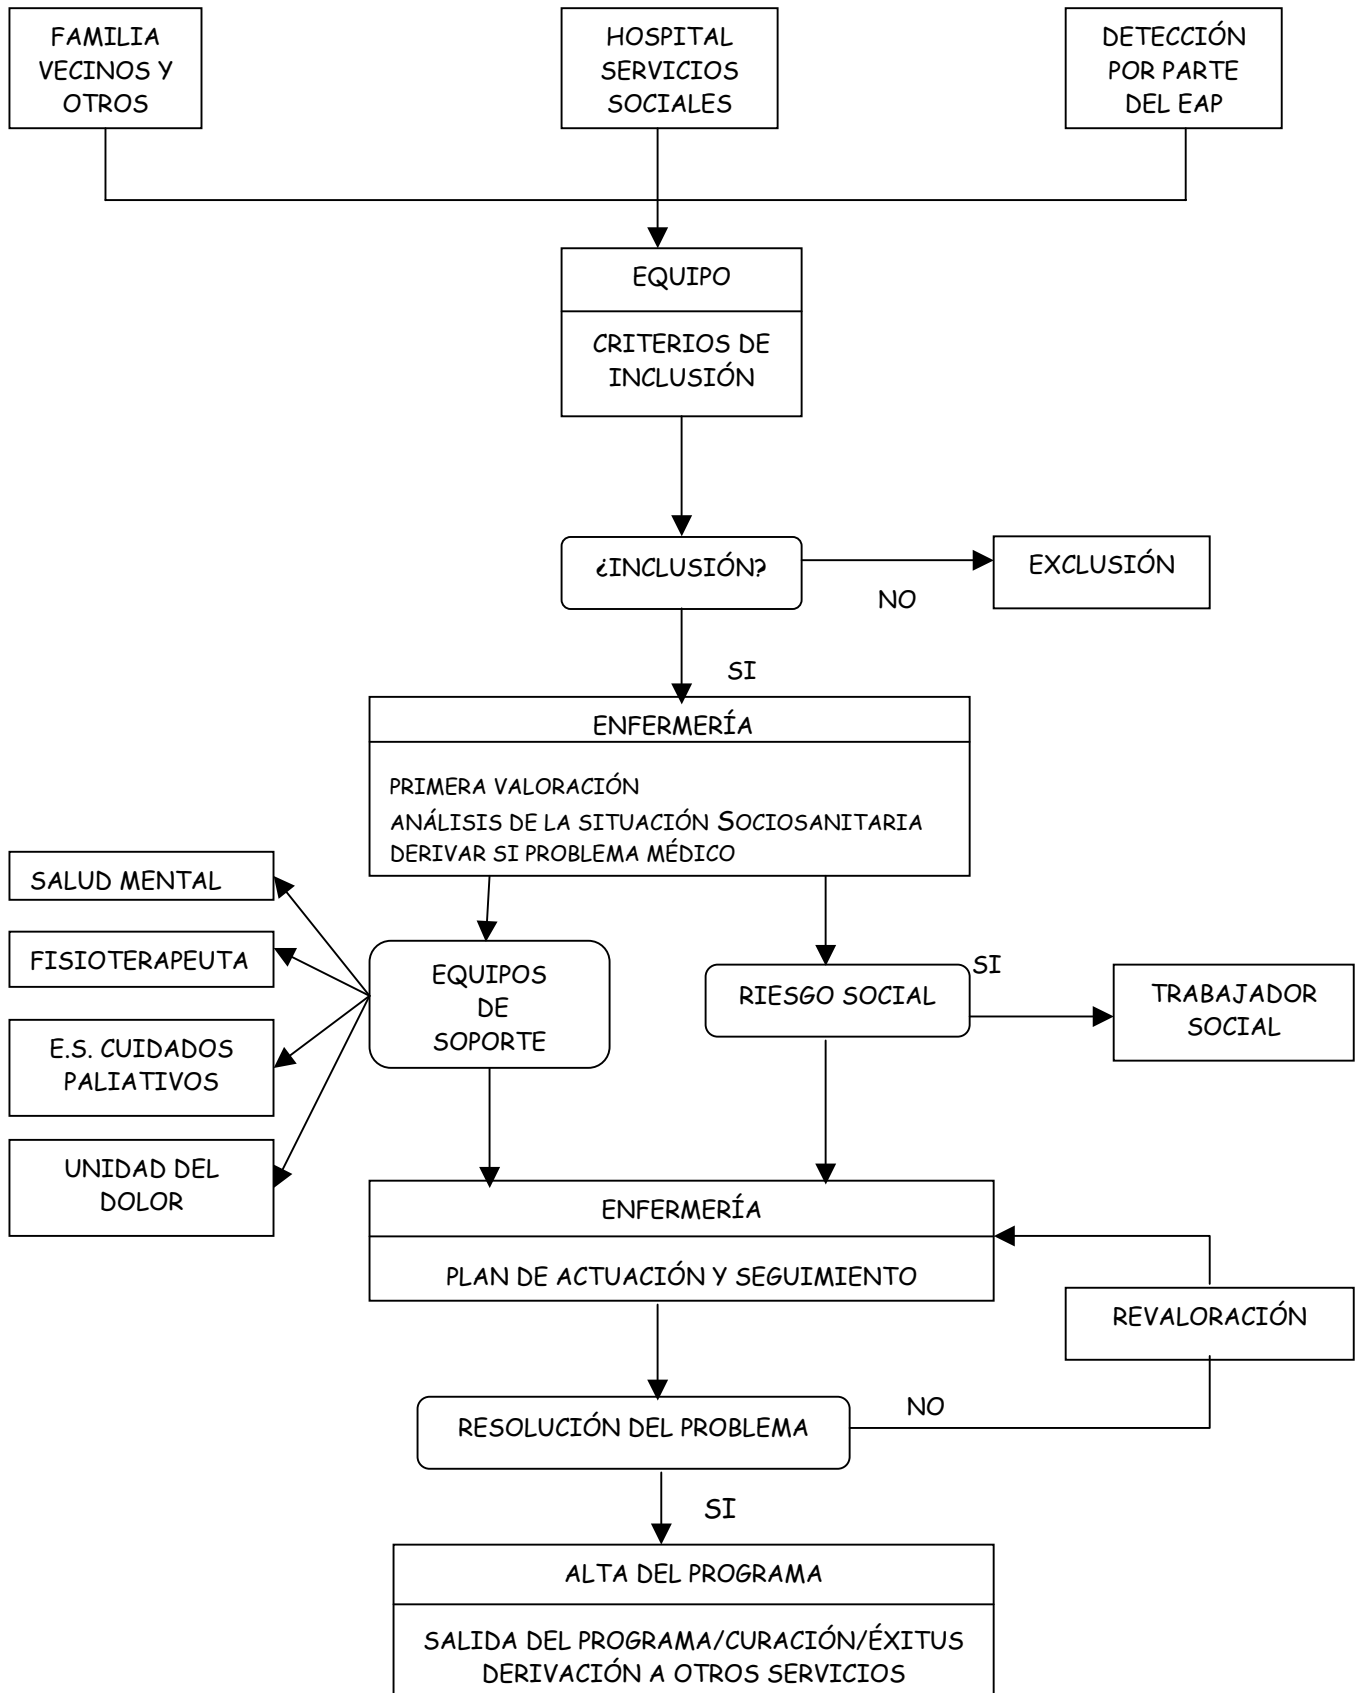 FAMILIA
VECINOS Y
OTROS
HOSPITAL
SERVICIOS
SOCIALES
DETECCIÓN
POR PARTE
DEL EAP
EQUIPO
CRITERIOS DE
INCLUSIÓN
¿INCLUSIÓN?
NO
EXCLUSIÓN
SI
ENFERMERÍA
PRIMERA VALORACIÓN
ANÁLISIS DE LA SITUACIÓN SOCIOSANITARIA
DERIVAR SI PROBLEMA MÉDICO
SALUD MENTAL
FISIOTERAPEUTA
E.S. CUIDADOS
PALIATIVOS
UNIDAD DEL
DOLOR
EQUIPOS
DE
SOPORTE
RIESGO SOCIAL
SI
TRABAJADOR
SOCIAL
ENFERMERÍA
PLAN DE ACTUACIÓN Y SEGUIMIENTO
REVALORACIÓN
RESOLUCIÓN DEL PROBLEMA
NO
SI
ALTA DEL PROGRAMA
SALIDA DEL PROGRAMA/CURACIÓN/ÉXITUS
DERIVACIÓN A OTROS SERVICIOS